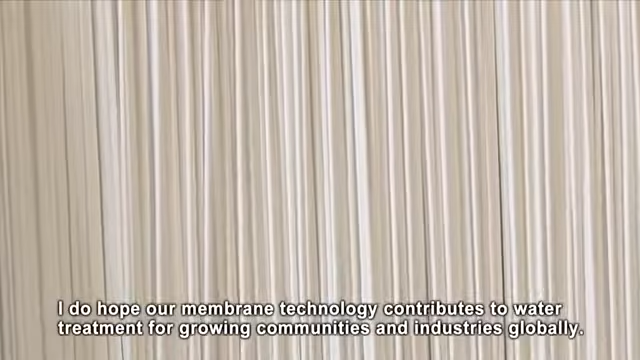 I do hope our membrane technology contributes to water
treatment for growing communities and industries globally.